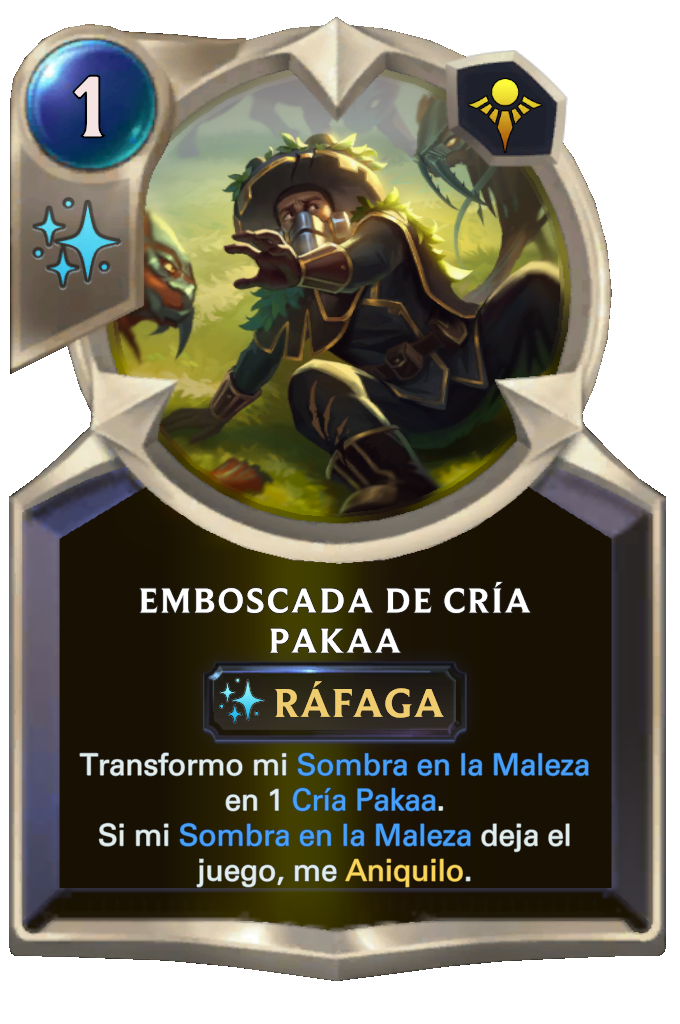 1
EMBOSCADA DE CRÍA
PAKAA
RÁFAGA
Transformo mi Sombra en la Maleza
en 1 Cría Pakaa.
Si mi Sombra en la Maleza deja el
juego, me Aniquilo.